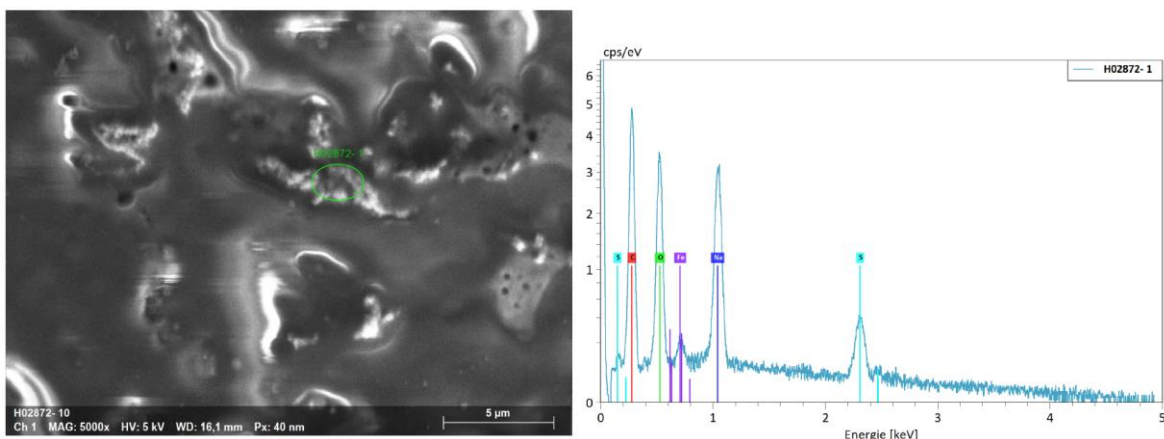 H02872- 1
H02872- 10
Ch 1 MAG: 5000x HV: 5 kV WD: 16,1 mm Px: 40 nm
5 µm
cps/eV
6
5
4
3
2
1
0
H02872- 1
S
C
O
Fe
Na
S
0 1 2 3 4 5
Energie [keV]